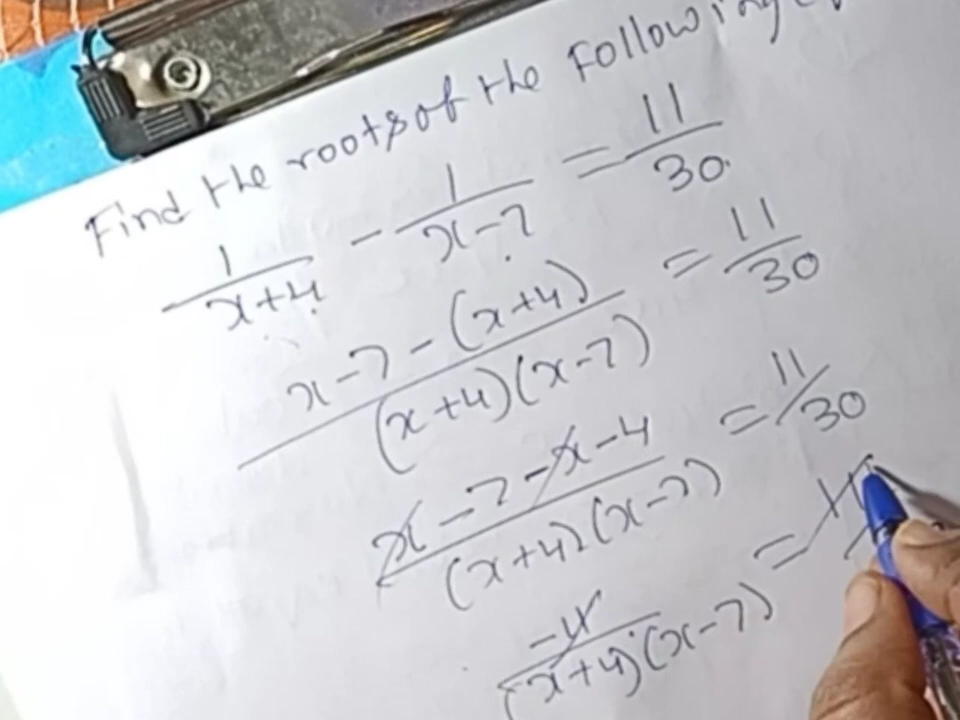 Find the roots of the following
1/(x+4) - 1/(x-7) = 11/30
(x-7-(x+4))/((x+4)(x-7)) = 11/30
(x-7-x-4)/((x+4)(x-7)) = 11/30
-11/((x+4)(x-7)) = 11